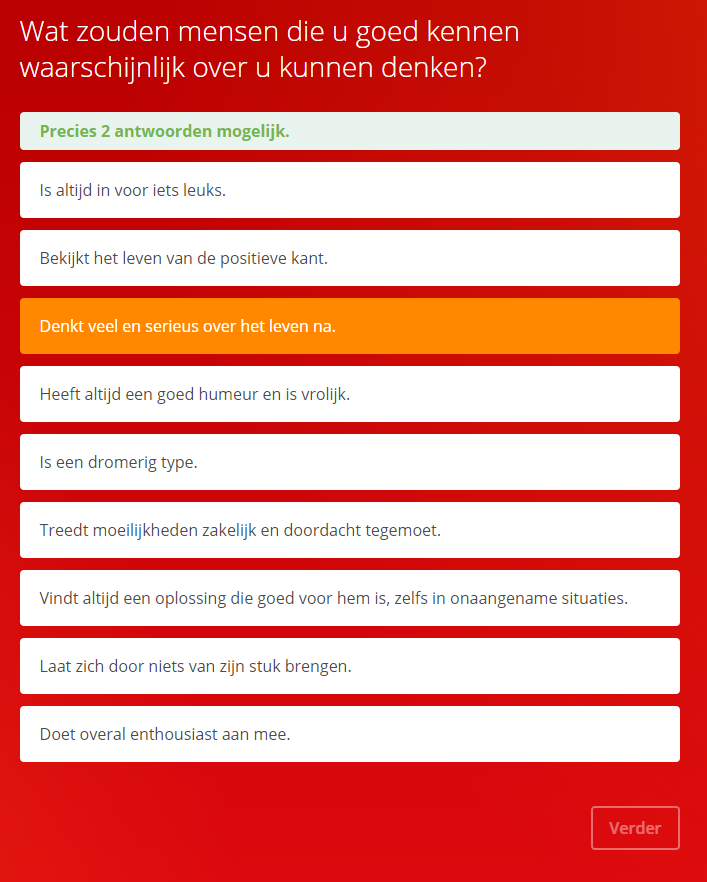 Wat zouden mensen die u goed kennen
waarschijnlijk over u kunnen denken?
Precies 2 antwoorden mogelijk.
Is altijd in voor iets leuks.
Bekijkt het leven van de positieve kant.
Denkt veel en serieus over het leven na.
Heeft altijd een goed humeur en is vrolijk.
Is een dromerig type.
Treedt moeilijkheden zakelijk en doordacht tegemoet.
Vindt altijd een oplossing die goed voor hem is, zelfs in onaangename situaties.
Laat zich door niets van zijn stuk brengen.
Doet overal enthousiast aan mee.
Verder